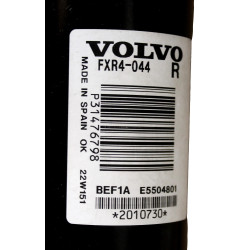 VOLVO
FXR4-044 R
P31476798
MADE IN
SPAIN OK
22W151
BEF1A E5504801
*2010730*